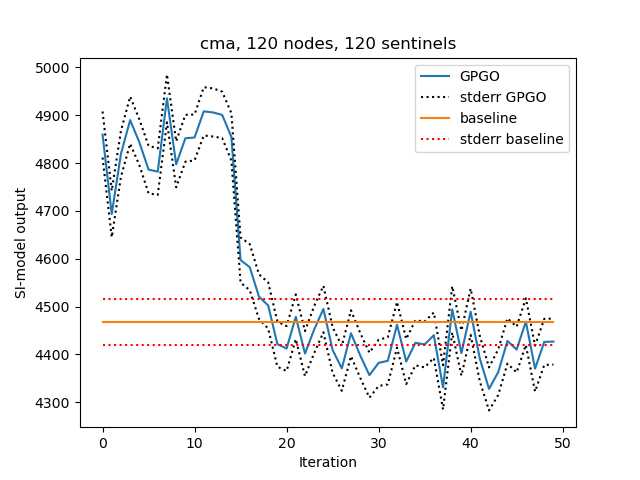 cma, 120 nodes, 120 sentinels
5000
4900
4800
4700
4600
4500
4400
4300
SI-model output
GPGO
stderr GPGO
baseline
stderr baseline
0 10 20 30 40 50
Iteration